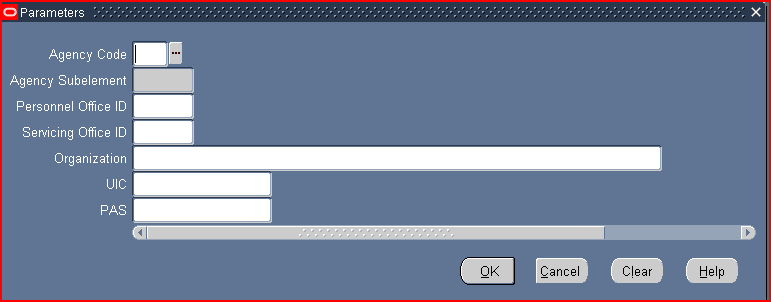 Parameters
Agency Code
Agency Subelement
Personnel Office ID
Servicing Office ID
Organization
UIC
PAS
OK Cancel Clear Help